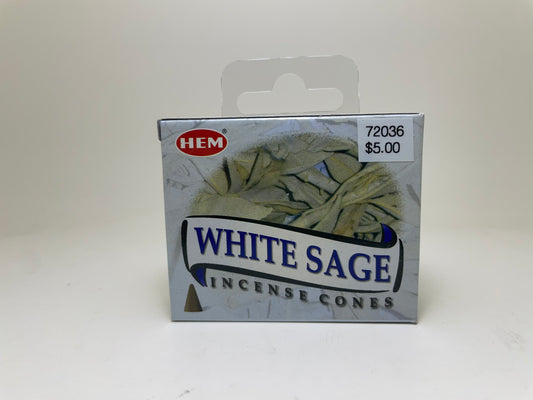 HEM
72036
$5.00
WHITE SAGE
INCENSE CONES